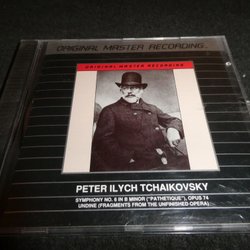 ORIGINAL MASTER RECORDING™
ORIGINAL MASTER RECORDING
PETER ILYCH TCHAIKOVSKY
SYMPHONY NO. 6 IN B MINOR ("PATHETIQUE"), OPUS 74
UNDINE (FRAGMENTS FROM THE UNFINISHED OPERA)